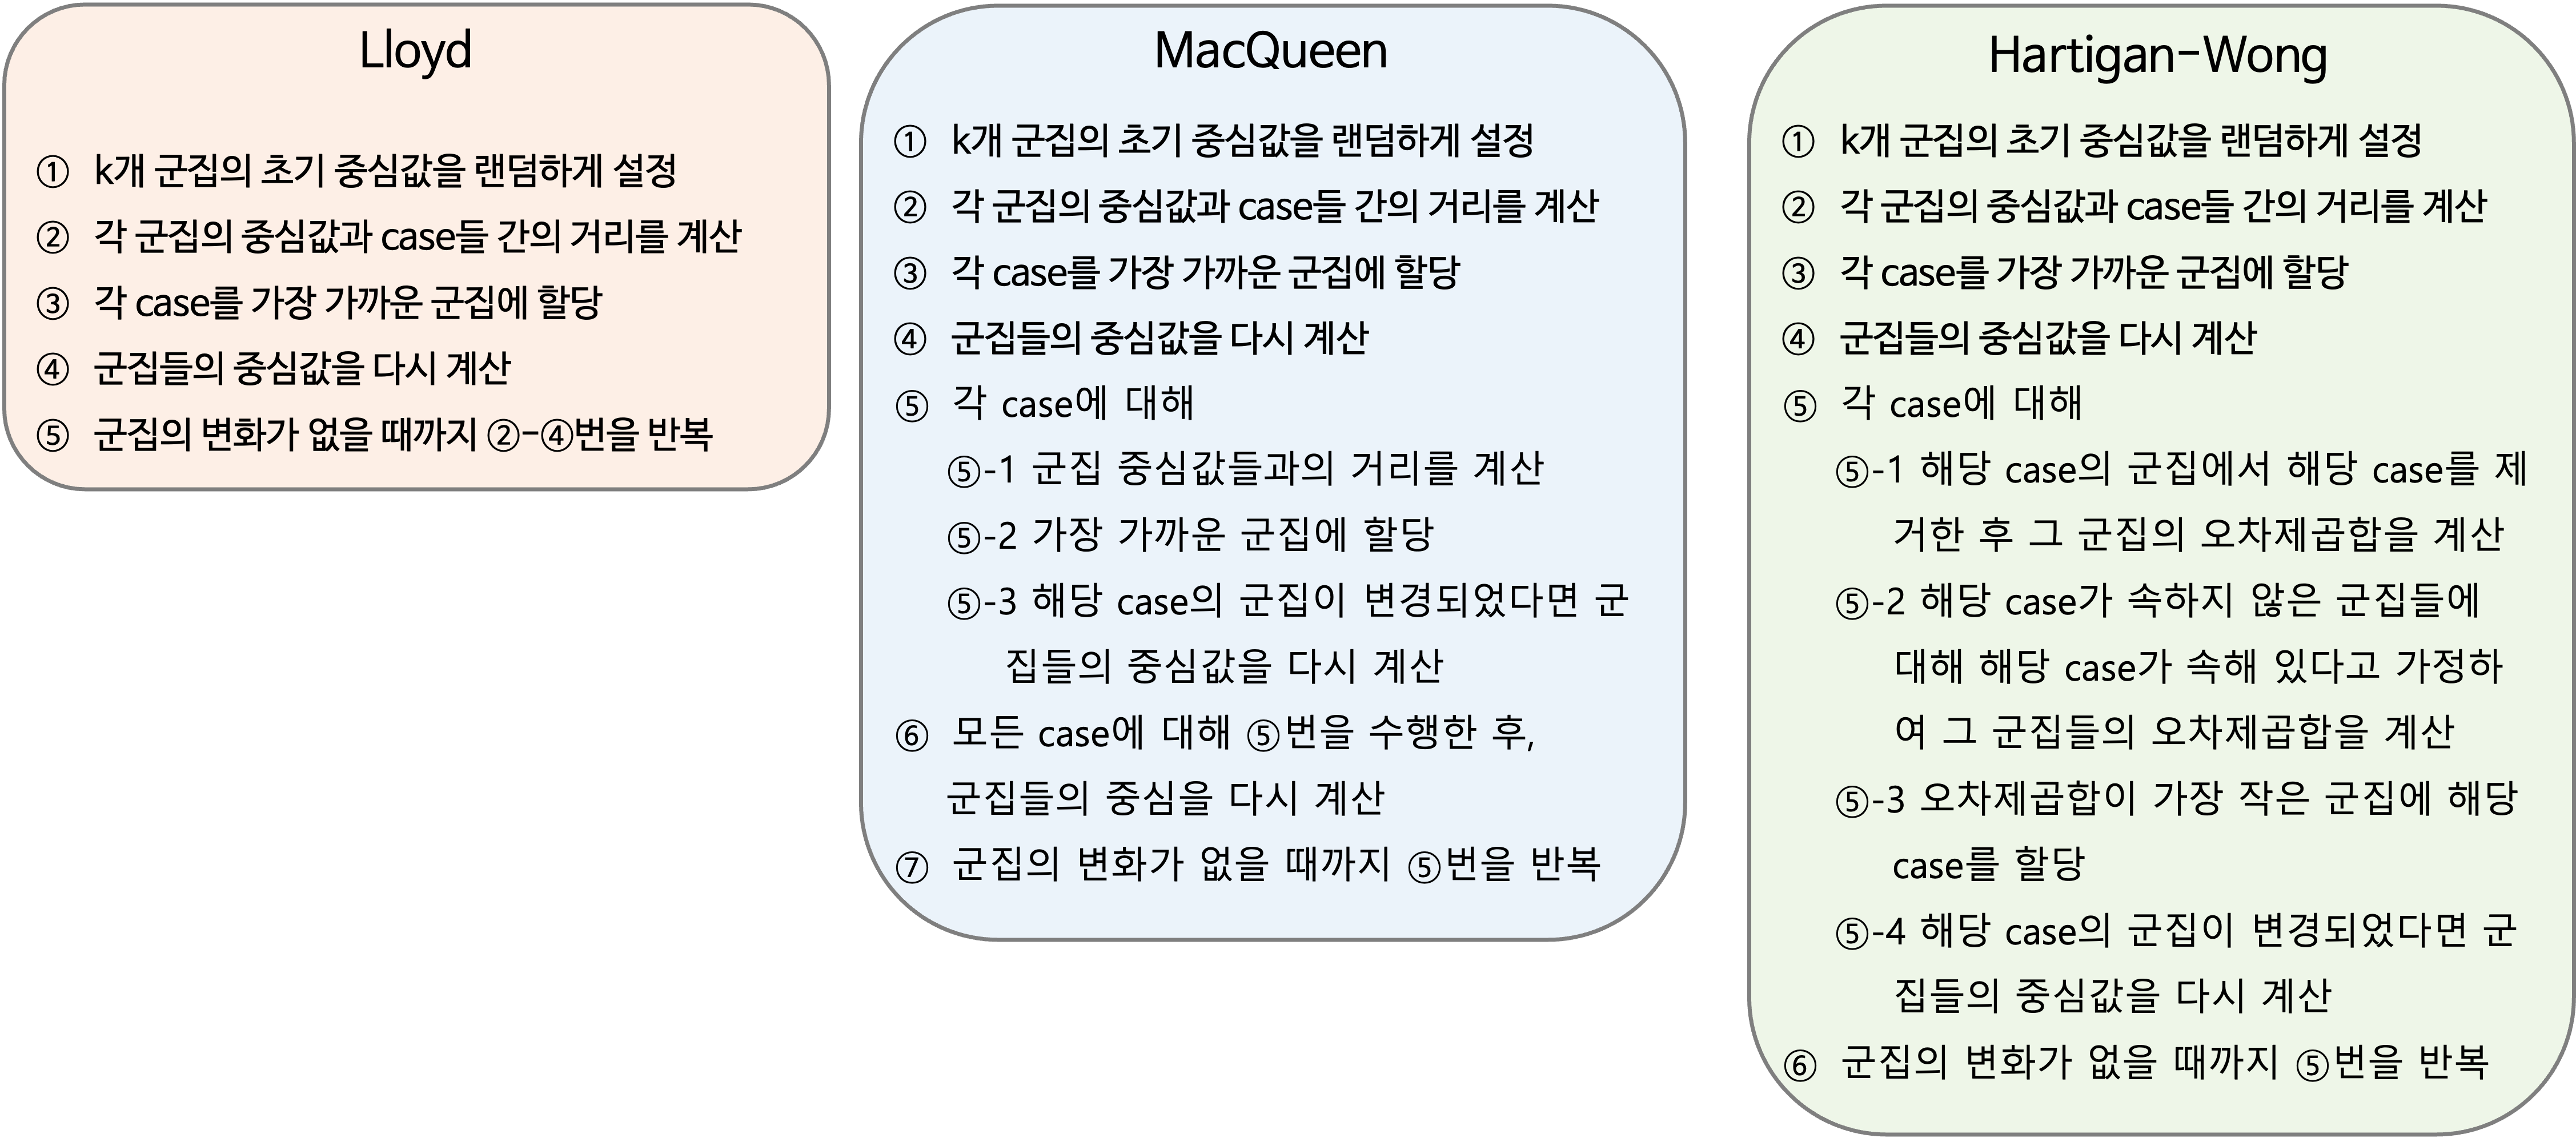 Lloyd
① k개 군집의 초기 중심값을 랜덤하게 설정
② 각 군집의 중심값과 case들 간의 거리를 계산
③ 각 case를 가장 가까운 군집에 할당
④ 군집들의 중심값을 다시 계산
⑤ 군집의 변화가 없을 때까지 ②-④번을 반복
MacQueen
① k개 군집의 초기 중심값을 랜덤하게 설정
② 각 군집의 중심값과 case들 간의 거리를 계산
③ 각 case를 가장 가까운 군집에 할당
④ 군집들의 중심값을 다시 계산
⑤ 각 case에 대해
⑤-1 군집 중심값들과의 거리를 계산
⑤-2 가장 가까운 군집에 할당
⑤-3 해당 case의 군집이 변경되었다면 군
집들의 중심값을 다시 계산
⑥ 모든 case에 대해 ⑤번을 수행한 후,
군집들의 중심을 다시 계산
⑦ 군집의 변화가 없을 때까지 ⑤번을 반복
Hartigan-Wong
① k개 군집의 초기 중심값을 랜덤하게 설정
② 각 군집의 중심값과 case들 간의 거리를 계산
③ 각 case를 가장 가까운 군집에 할당
④ 군집들의 중심값을 다시 계산
⑤ 각 case에 대해
⑤-1 해당 case의 군집에서 해당 case를 제
거한 후 그 군집의 오차제곱합을 계산
⑤-2 해당 case가 속하지 않은 군집들에
대해 해당 case가 속해 있다고 가정하
여 그 군집들의 오차제곱합을 계산
⑤-3 오차제곱합이 가장 작은 군집에 해당
case를 할당
⑤-4 해당 case의 군집이 변경되었다면 군
집들의 중심값을 다시 계산
⑥ 군집의 변화가 없을 때까지 ⑤번을 반복